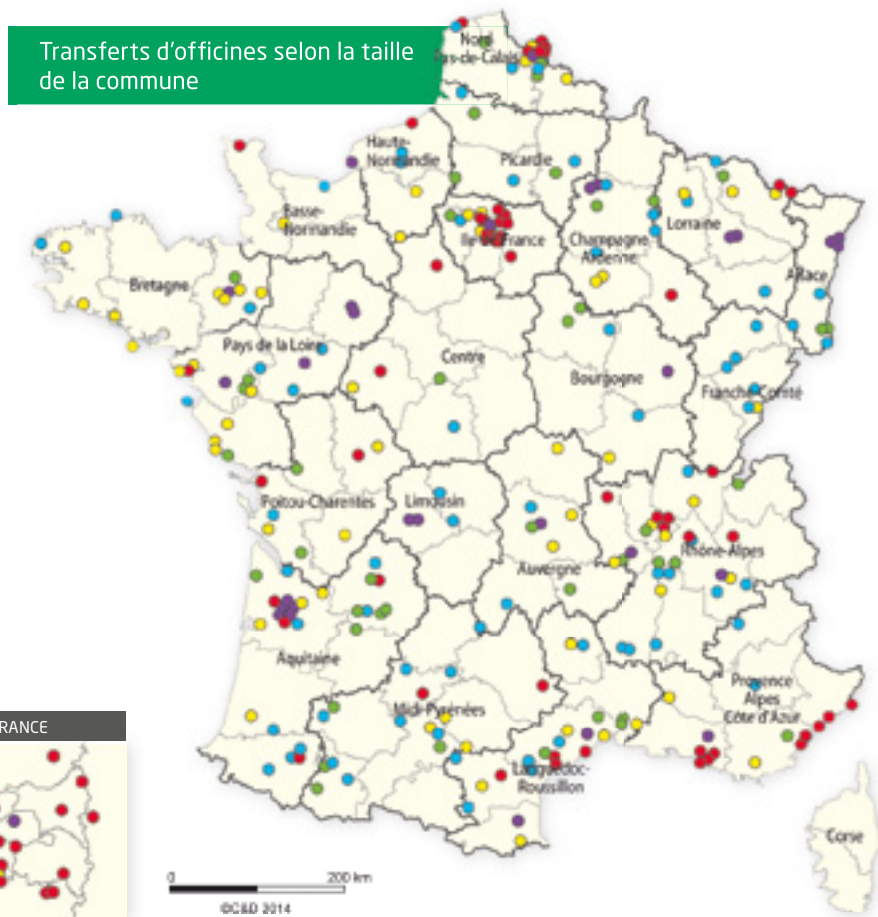 Transferts d'officines selon la taille
de la commune
Nord
Pas-de-Calais
Haute-
Normandie
Picardie
Basse-
Normandie
Ile-de-France
Champagne
Ardenne
Lorraine
Alsace
Bretagne
Pays de la Loire
Centre
Bourgogne
Franche-Comté
Poitou-Charentes
Limousin
Auvergne
Rhône-Alpes
Aquitaine
Midi-Pyrénées
Provence
Alpes
Côte d'Azur
Languedoc-
Roussillon
Corse
RANCE
0 200 km
©C&D 2014